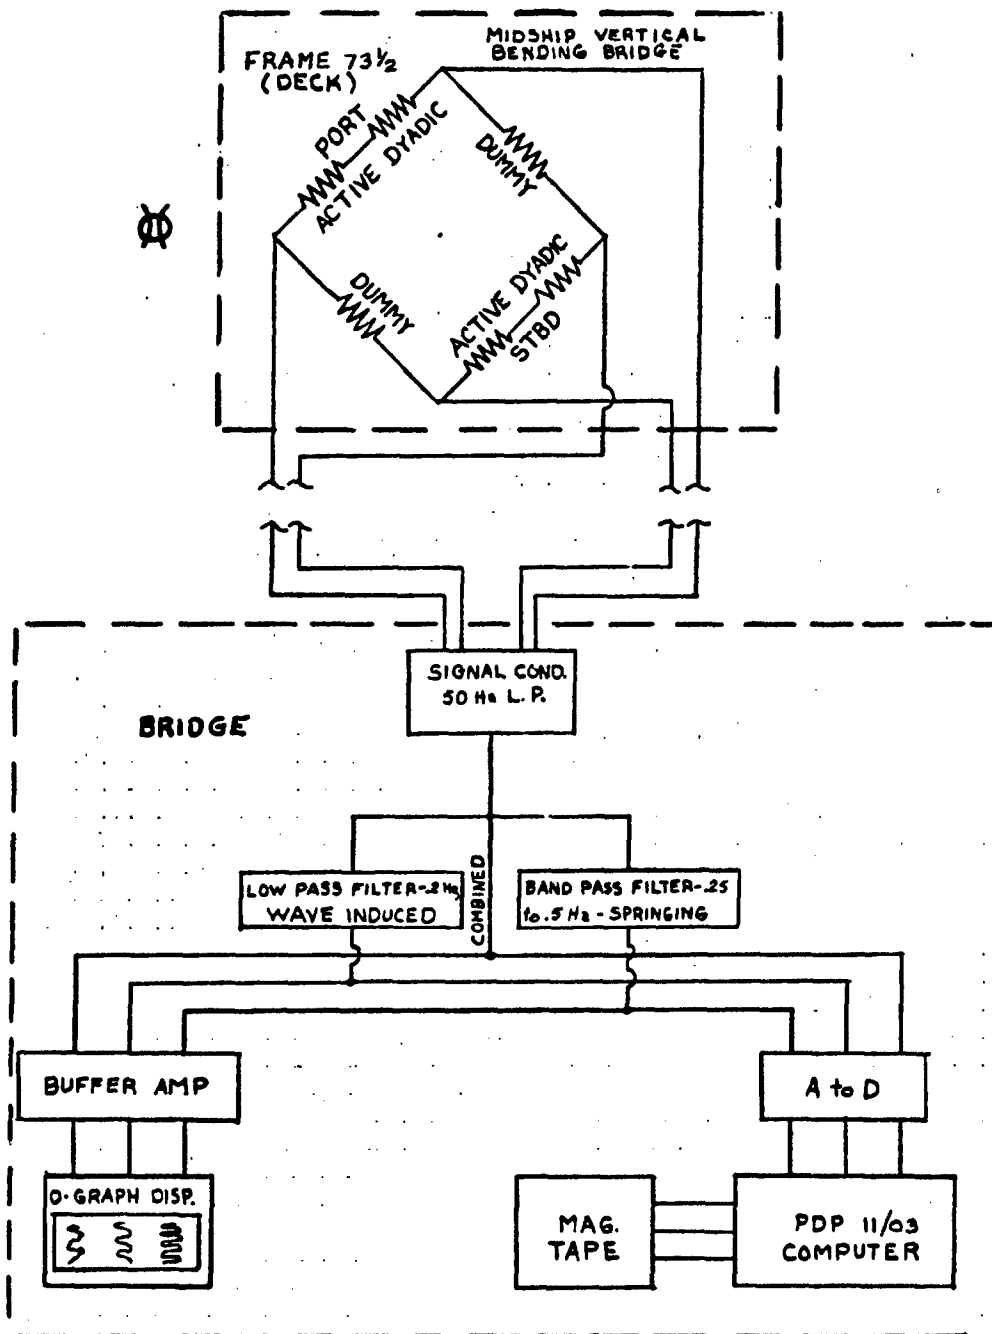 MIDSHIP VERTICAL
BENDING BRIDGE
FRAME 73½
(DECK)
PORT
ACTIVE DYADIC
DUMMY
DUMMY
ACTIVE DYADIC
STBD
SIGNAL COND.
50 Hz L.P.
BRIDGE
LOW PASS FILTER-.2Hz
WAVE INDUCED
COMBINED
BAND PASS FILTER-.25
to .5 Hz - SPRINGING
BUFFER AMP
A to D
O-GRAPH DISP.
MAG.
TAPE
PDP 11/03
COMPUTER